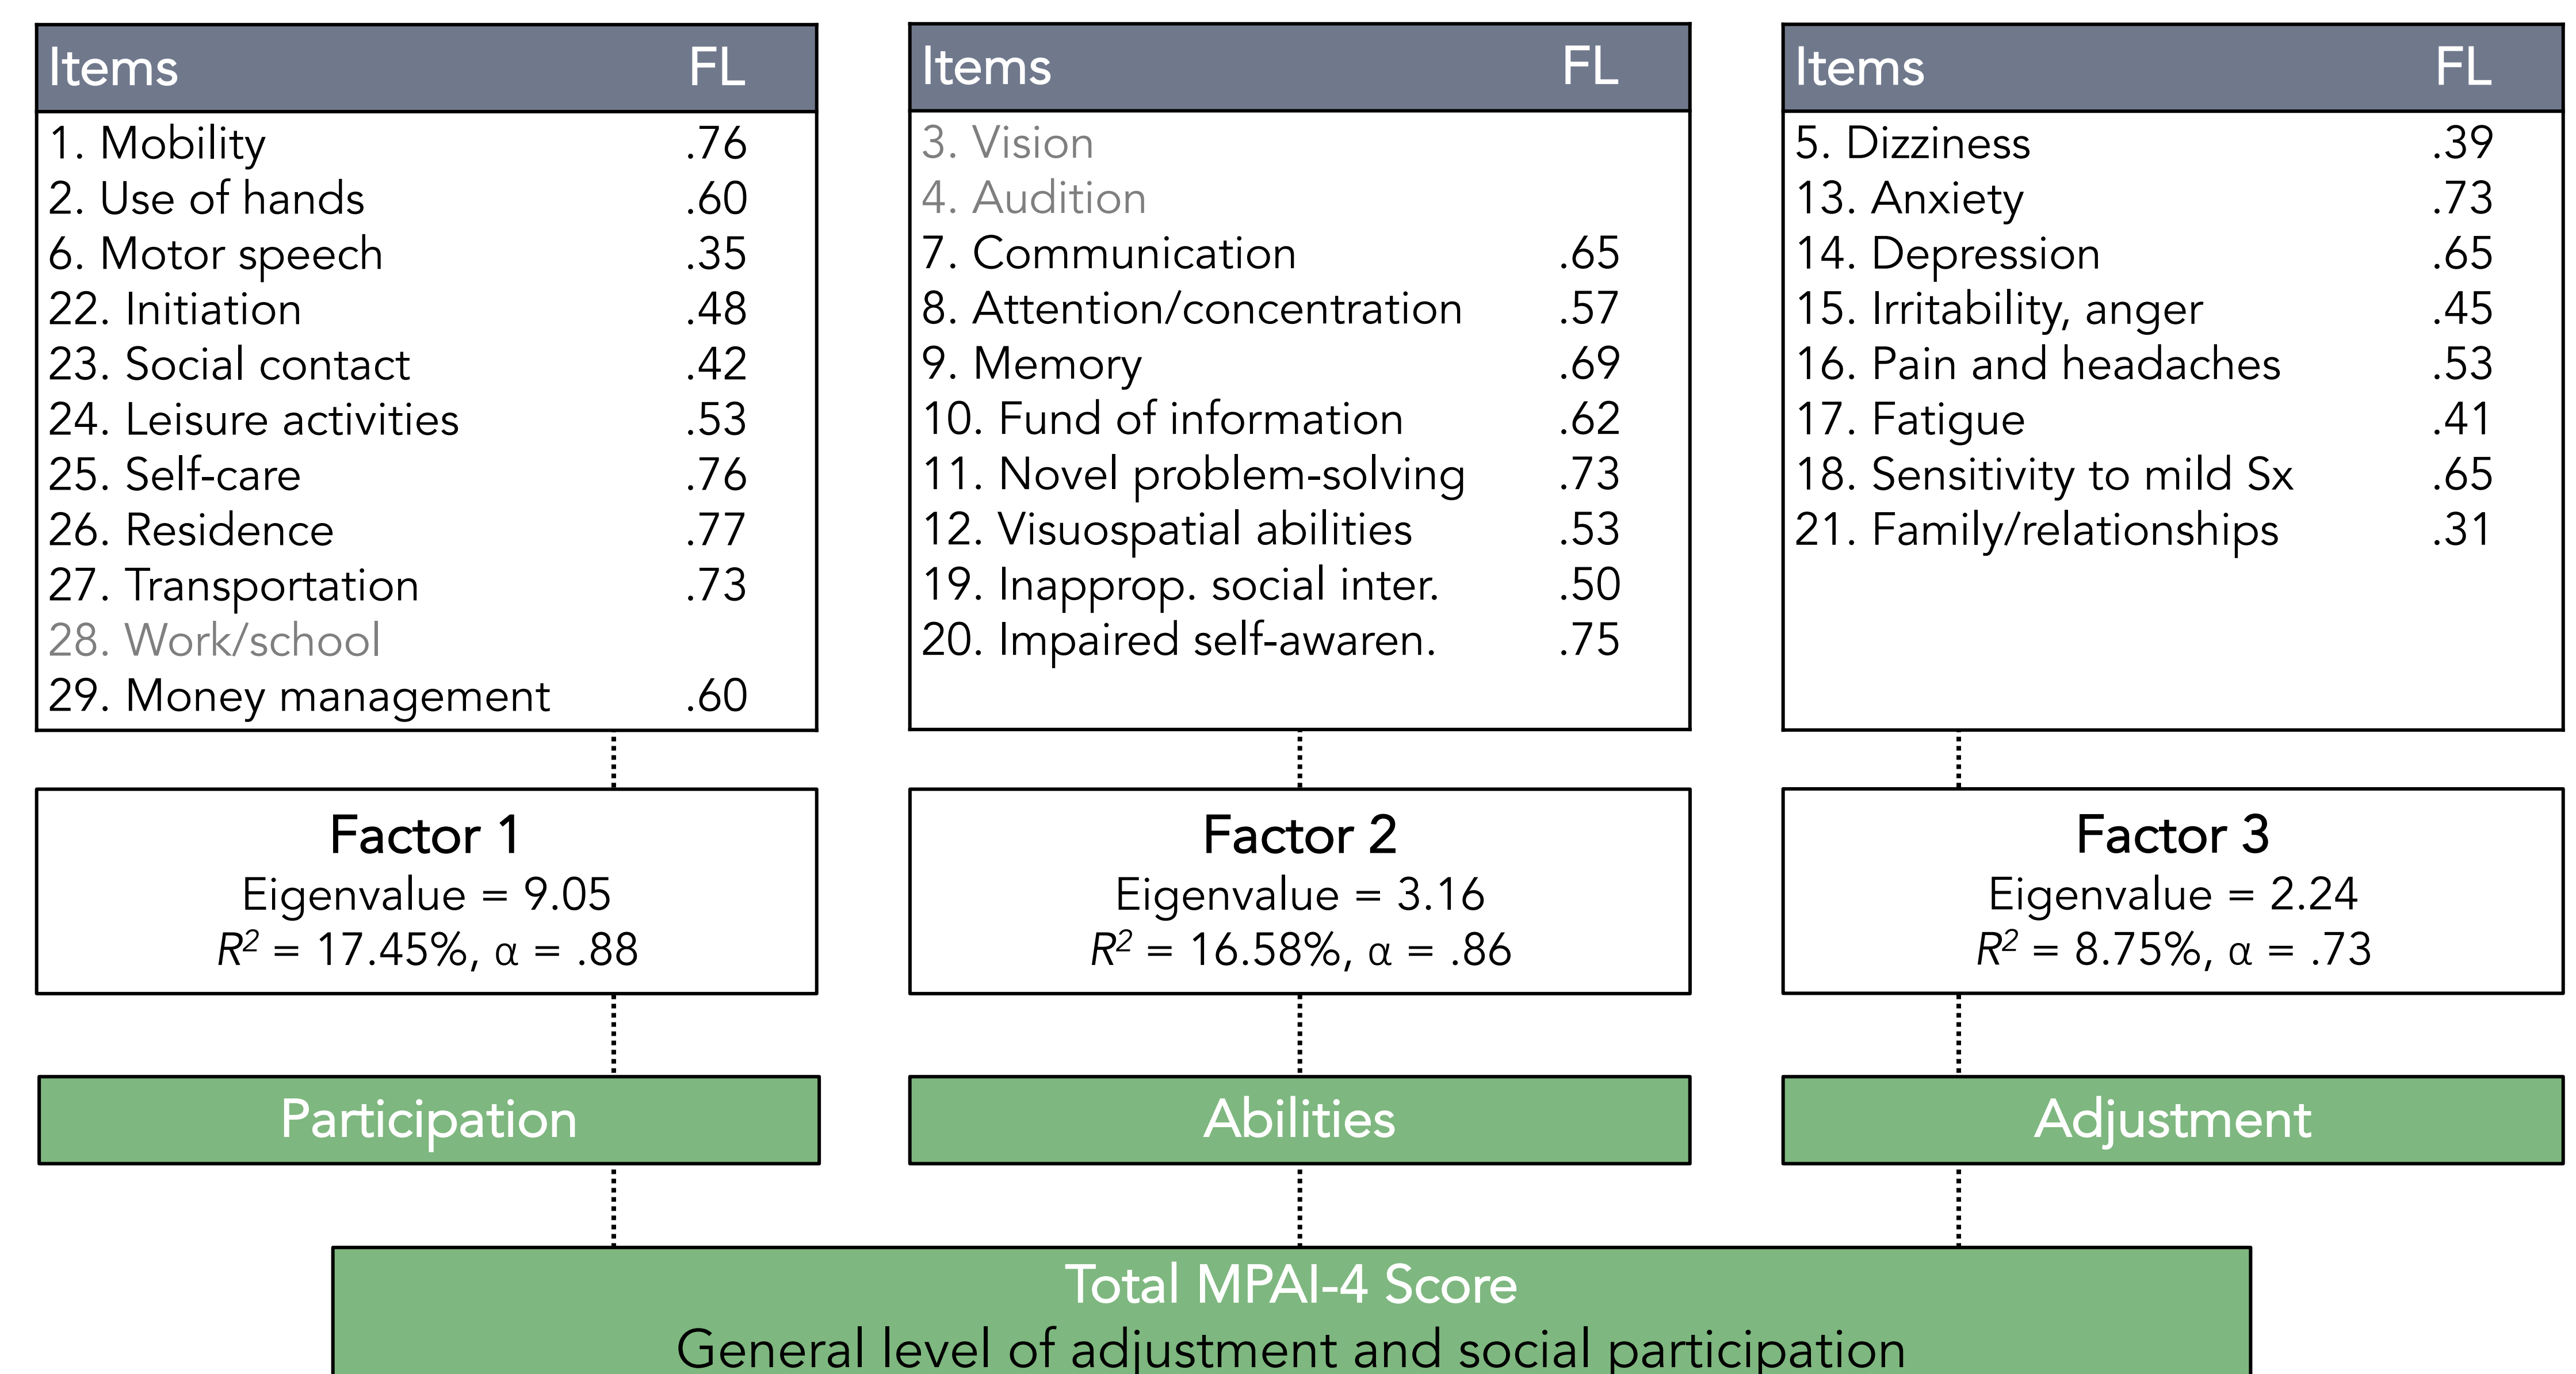 Items FL
1. Mobility .76
2. Use of hands .60
6. Motor speech .35
22. Initiation .48
23. Social contact .42
24. Leisure activities .53
25. Self-care .76
26. Residence .77
27. Transportation .73
28. Work/school
29. Money management .60
Factor 1
Eigenvalue = 9.05
R² = 17.45%, α = .88
Participation
Items FL
3. Vision
4. Audition
7. Communication .65
8. Attention/concentration .57
9. Memory .69
10. Fund of information .62
11. Novel problem-solving .73
12. Visuospatial abilities .53
19. Inapprop. social inter. .50
20. Impaired self-awaren. .75
Factor 2
Eigenvalue = 3.16
R² = 16.58%, α = .86
Abilities
Items FL
5. Dizziness .39
13. Anxiety .73
14. Depression .65
15. Irritability, anger .45
16. Pain and headaches .53
17. Fatigue .41
18. Sensitivity to mild Sx .65
21. Family/relationships .31
Factor 3
Eigenvalue = 2.24
R² = 8.75%, α = .73
Adjustment
Total MPAI-4 Score
General level of adjustment and social participation